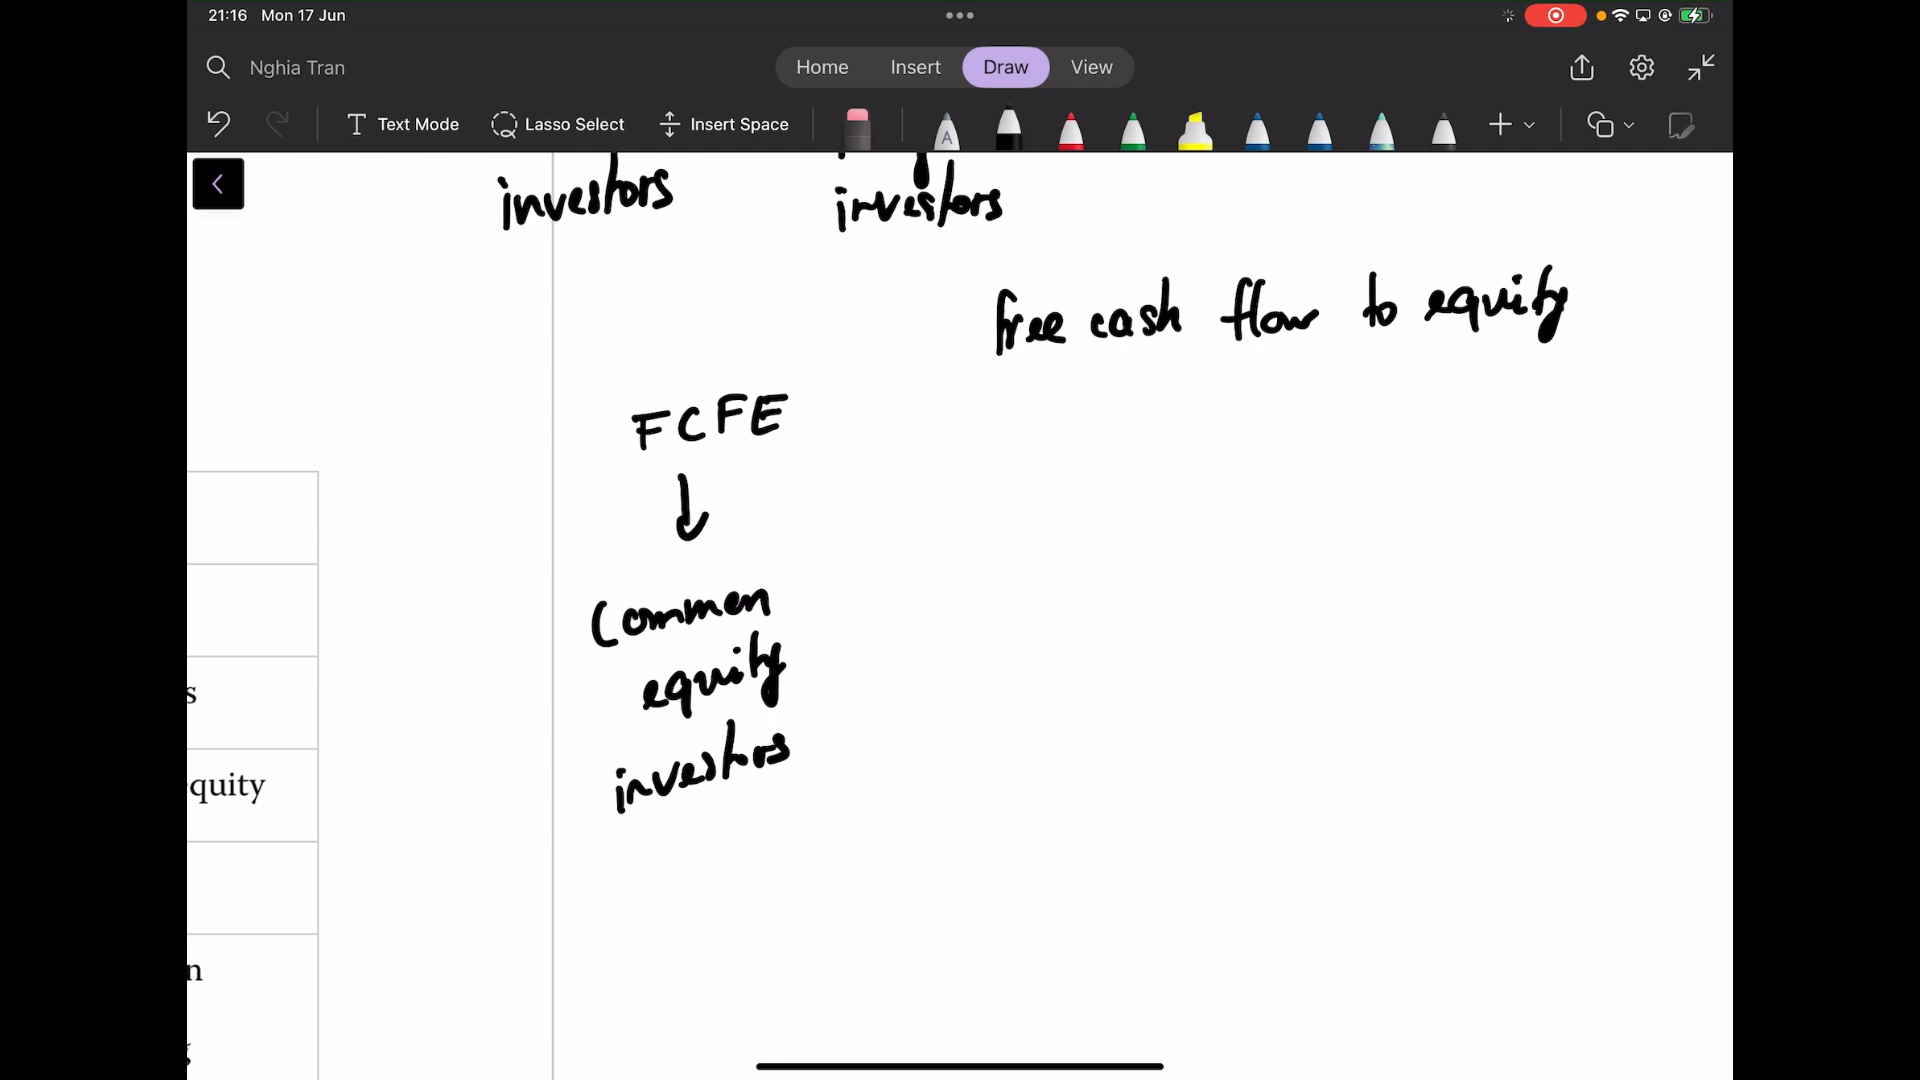 21:16 Mon 17 Jun
Nghia Tran
Home Insert Draw View
Text Mode Lasso Select Insert Space
A
investors investors
free cash flow to equity
FCFE
Common
equity
investors
s
quity
n